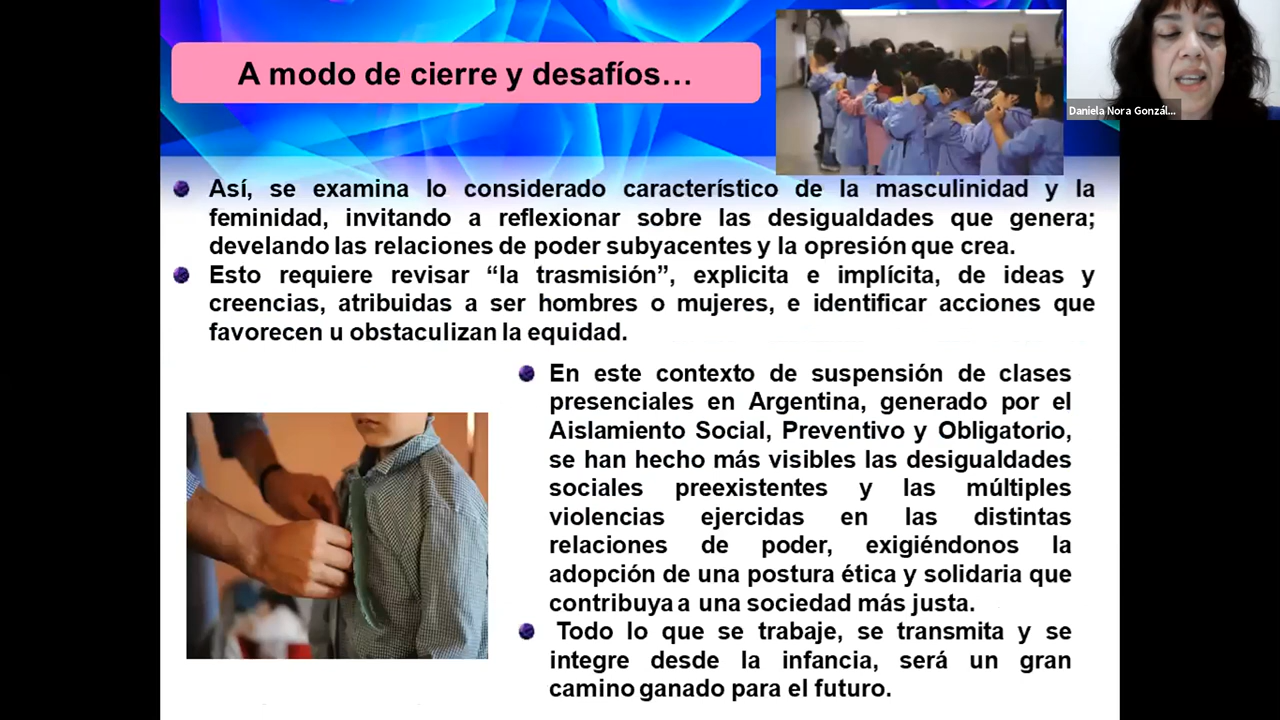 A modo de cierre y desafíos...
Daniela Nora Gonzál...
Así, se examina lo considerado característico de la masculinidad y la
feminidad, invitando a reflexionar sobre las desigualdades que genera;
develando las relaciones de poder subyacentes y la opresión que crea.
Esto requiere revisar “la trasmisión”, explicita e implícita, de ideas y
creencias, atribuidas a ser hombres o mujeres, e identificar acciones que
favorecen u obstaculizan la equidad.
En este contexto de suspensión de clases
presenciales en Argentina, generado por el
Aislamiento Social, Preventivo y Obligatorio,
se han hecho más visibles las desigualdades
sociales preexistentes y las múltiples
violencias ejercidas en las distintas
relaciones de poder, exigiéndonos la
adopción de una postura ética y solidaria que
contribuya a una sociedad más justa.
Todo lo que se trabaje, se transmita y se
integre desde la infancia, será un gran
camino ganado para el futuro.